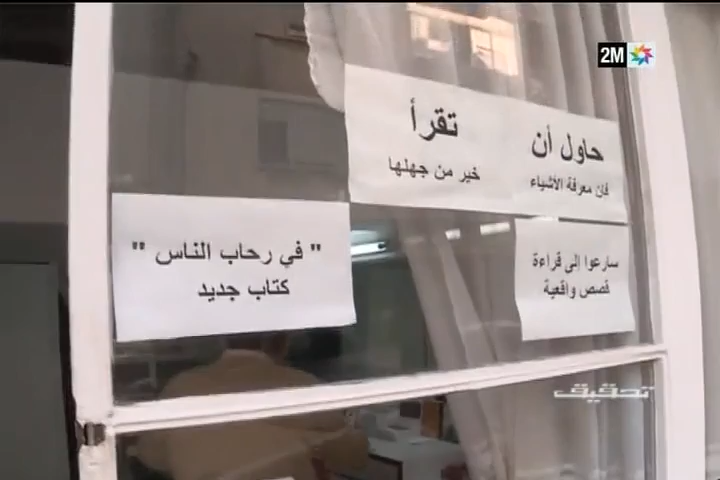 2M
حاول أن تقرأ
فان معرفة الأشياء خير من جهلها
سارعوا إلى قراءة
قصص واقعية
" في رحاب الناس "
كتاب جديد
تحقيق